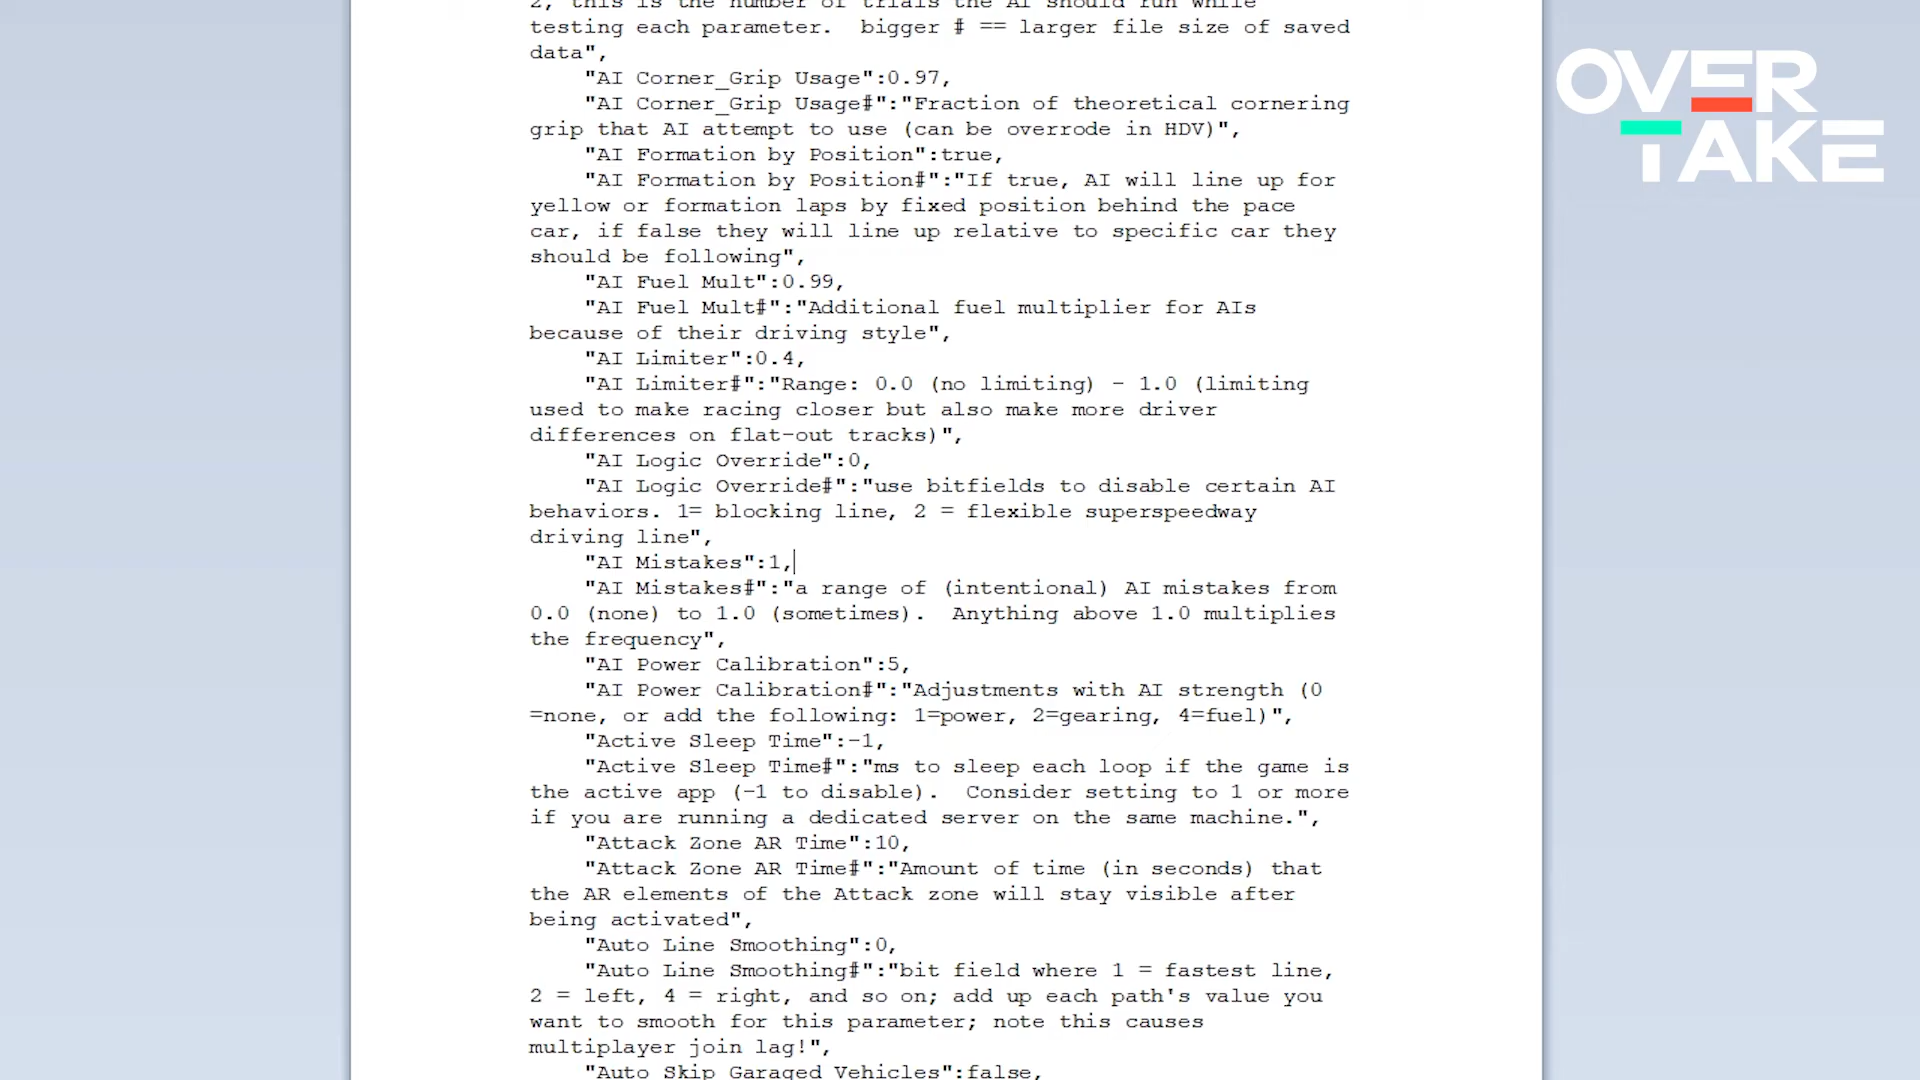 2, this is the number of trials the AI should run while
testing each parameter.  bigger # == larger file size of saved
data",
"AI Corner_Grip Usage":0.97,
"AI Corner_Grip Usage#":"Fraction of theoretical cornering
grip that AI attempt to use (can be overrode in HDV)",
"AI Formation by Position":true,
"AI Formation by Position#":"If true, AI will line up for
yellow or formation laps by fixed position behind the pace
car, if false they will line up relative to specific car they
should be following",
"AI Fuel Mult":0.99,
"AI Fuel Mult#":"Additional fuel multiplier for AIs
because of their driving style",
"AI Limiter":0.4,
"AI Limiter#":"Range: 0.0 (no limiting) - 1.0 (limiting
used to make racing closer but also make more driver
differences on flat-out tracks)",
"AI Logic Override":0,
"AI Logic Override#":"use bitfields to disable certain AI
behaviors. 1= blocking line, 2 = flexible superspeedway
driving line",
"AI Mistakes":1,
"AI Mistakes#":"a range of (intentional) AI mistakes from
0.0 (none) to 1.0 (sometimes).  Anything above 1.0 multiplies
the frequency",
"AI Power Calibration":5,
"AI Power Calibration#":"Adjustments with AI strength (0
=none, or add the following: 1=power, 2=gearing, 4=fuel)",
"Active Sleep Time":-1,
"Active Sleep Time#":"ms to sleep each loop if the game is
the active app (-1 to disable).  Consider setting to 1 or more
if you are running a dedicated server on the same machine.",
"Attack Zone AR Time":10,
"Attack Zone AR Time#":"Amount of time (in seconds) that
the AR elements of the Attack zone will stay visible after
being activated",
"Auto Line Smoothing":0,
"Auto Line Smoothing#":"bit field where 1 = fastest line,
2 = left, 4 = right, and so on; add up each path's value you
want to smooth for this parameter; note this causes
multiplayer join lag!",
"Auto Skip Garaged Vehicles":false,
OVER
TAKE